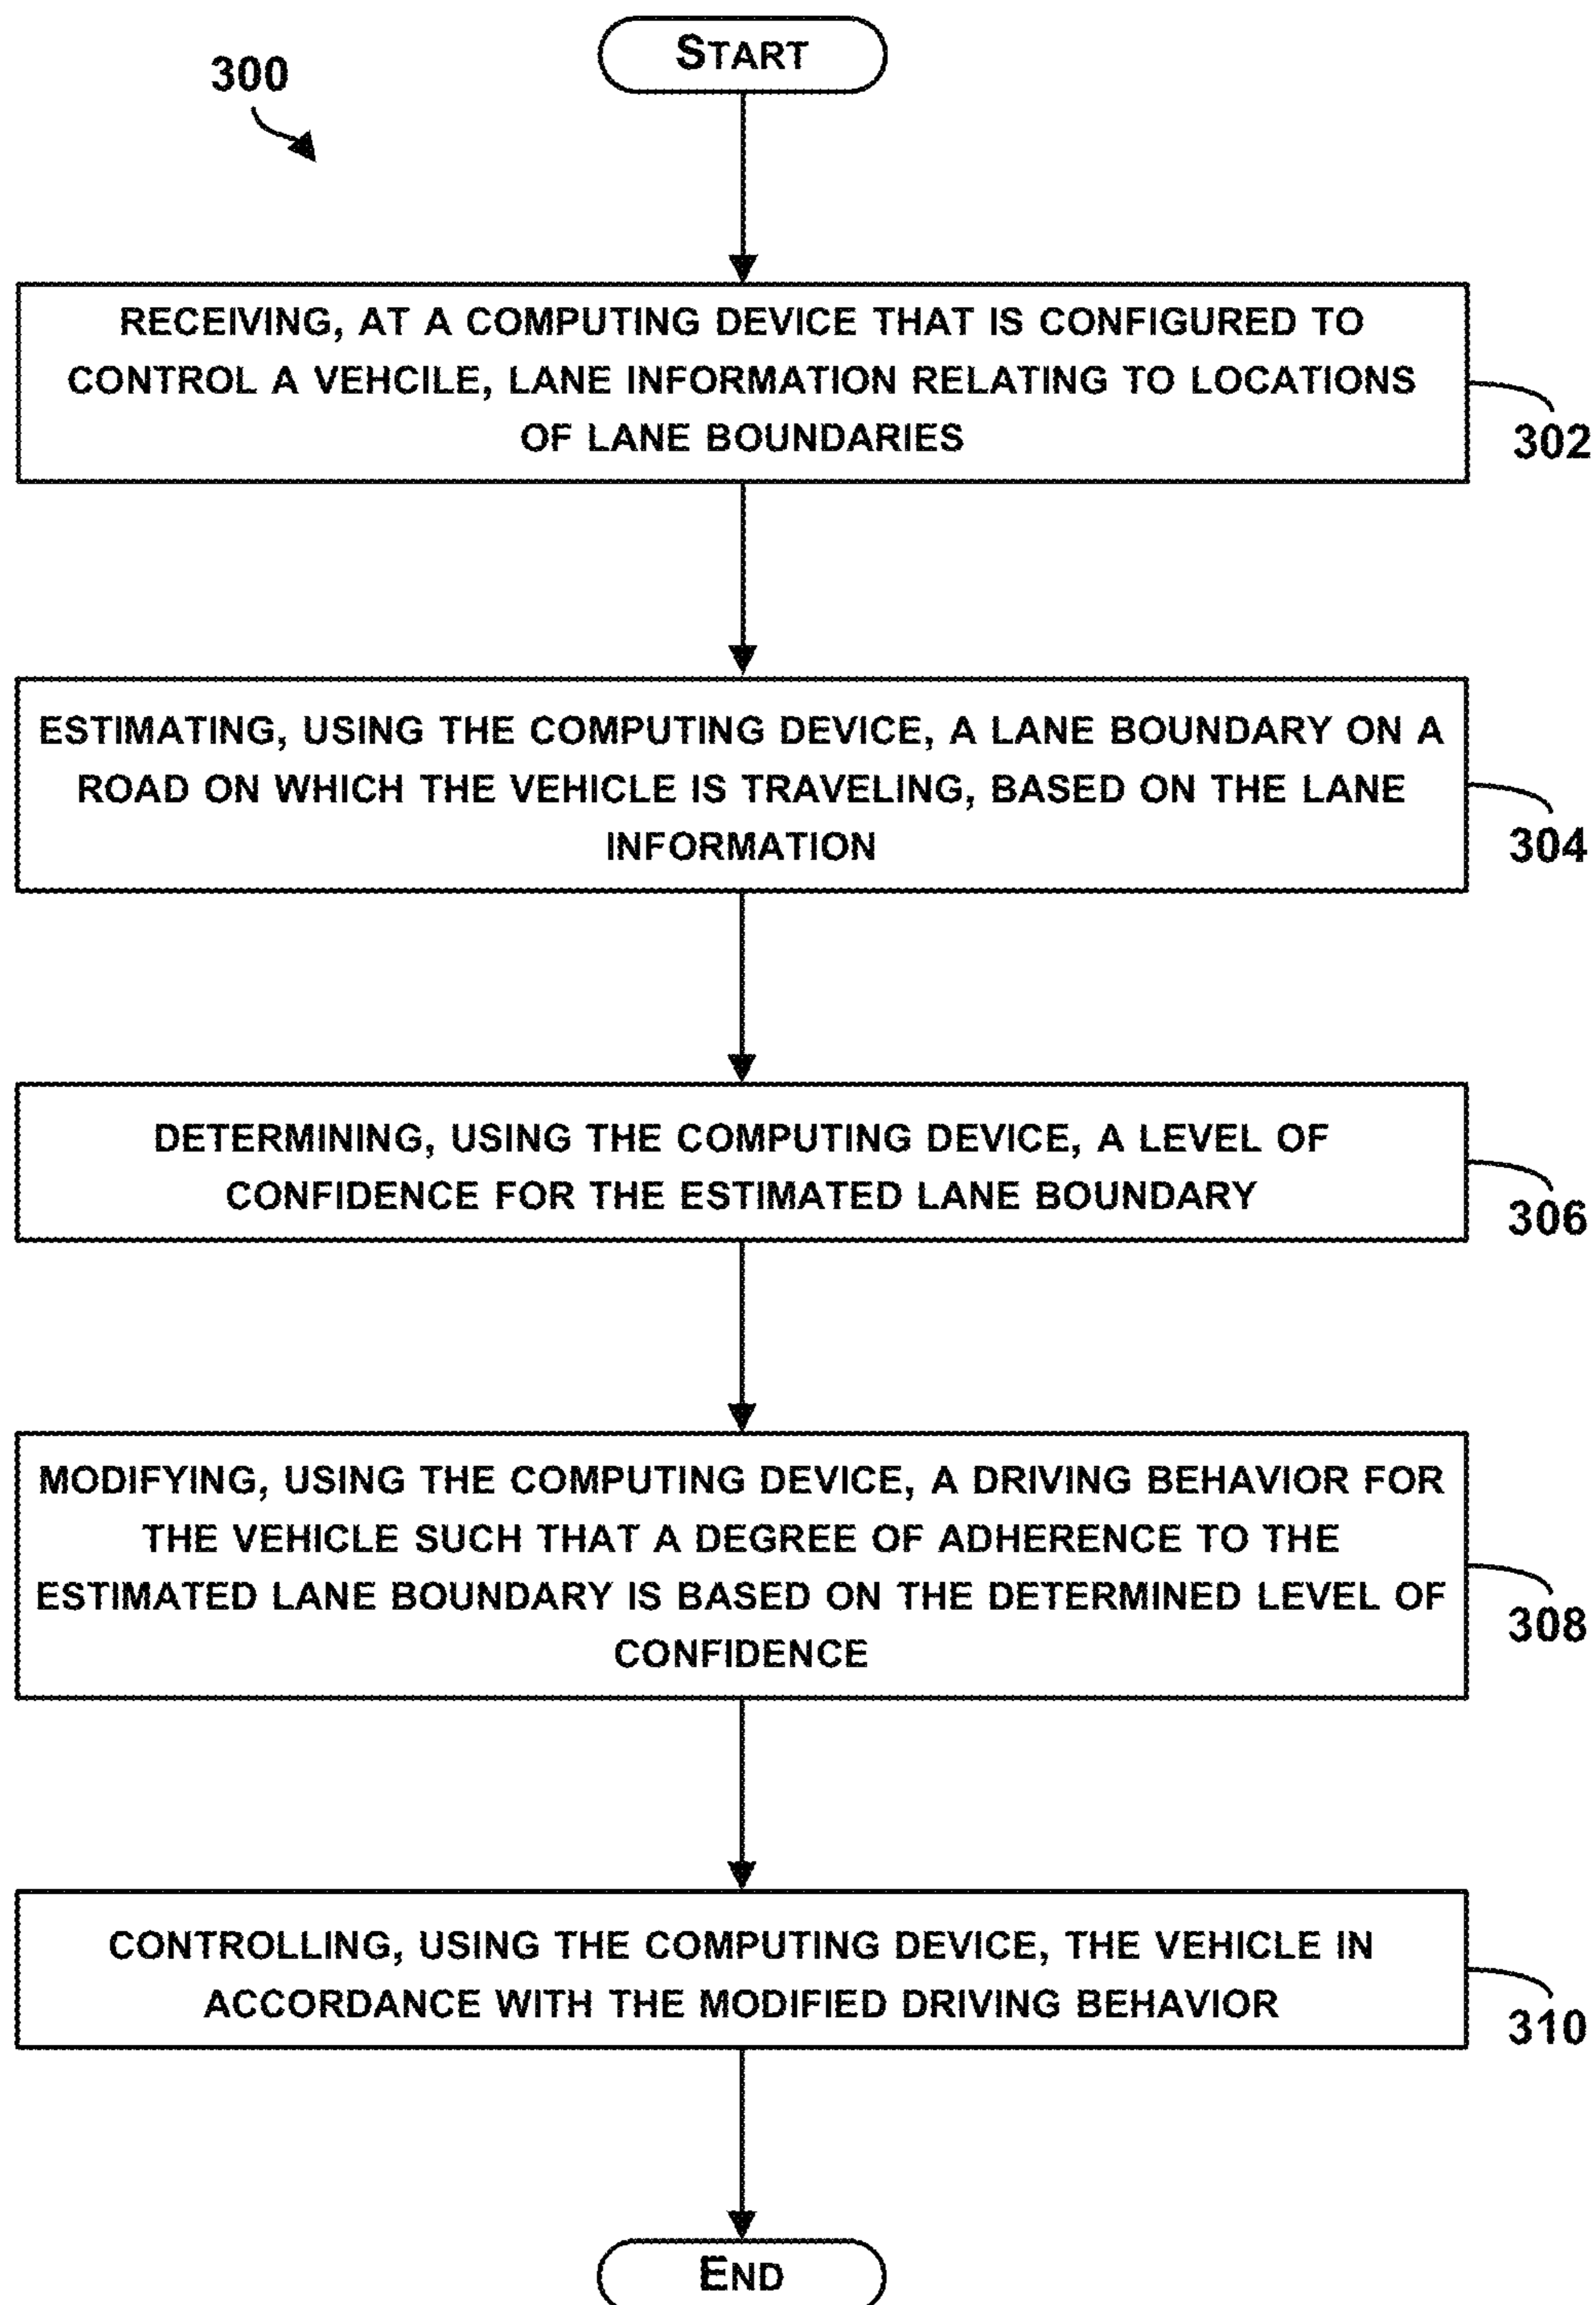 START
300
RECEIVING, AT A COMPUTING DEVICE THAT IS CONFIGURED TO
CONTROL A VEHCILE, LANE INFORMATION RELATING TO LOCATIONS
OF LANE BOUNDARIES
302
ESTIMATING, USING THE COMPUTING DEVICE, A LANE BOUNDARY ON A
ROAD ON WHICH THE VEHICLE IS TRAVELING, BASED ON THE LANE
INFORMATION
304
DETERMINING, USING THE COMPUTING DEVICE, A LEVEL OF
CONFIDENCE FOR THE ESTIMATED LANE BOUNDARY
306
MODIFYING, USING THE COMPUTING DEVICE, A DRIVING BEHAVIOR FOR
THE VEHICLE SUCH THAT A DEGREE OF ADHERENCE TO THE
ESTIMATED LANE BOUNDARY IS BASED ON THE DETERMINED LEVEL OF
CONFIDENCE
308
CONTROLLING, USING THE COMPUTING DEVICE, THE VEHICLE IN
ACCORDANCE WITH THE MODIFIED DRIVING BEHAVIOR
310
END